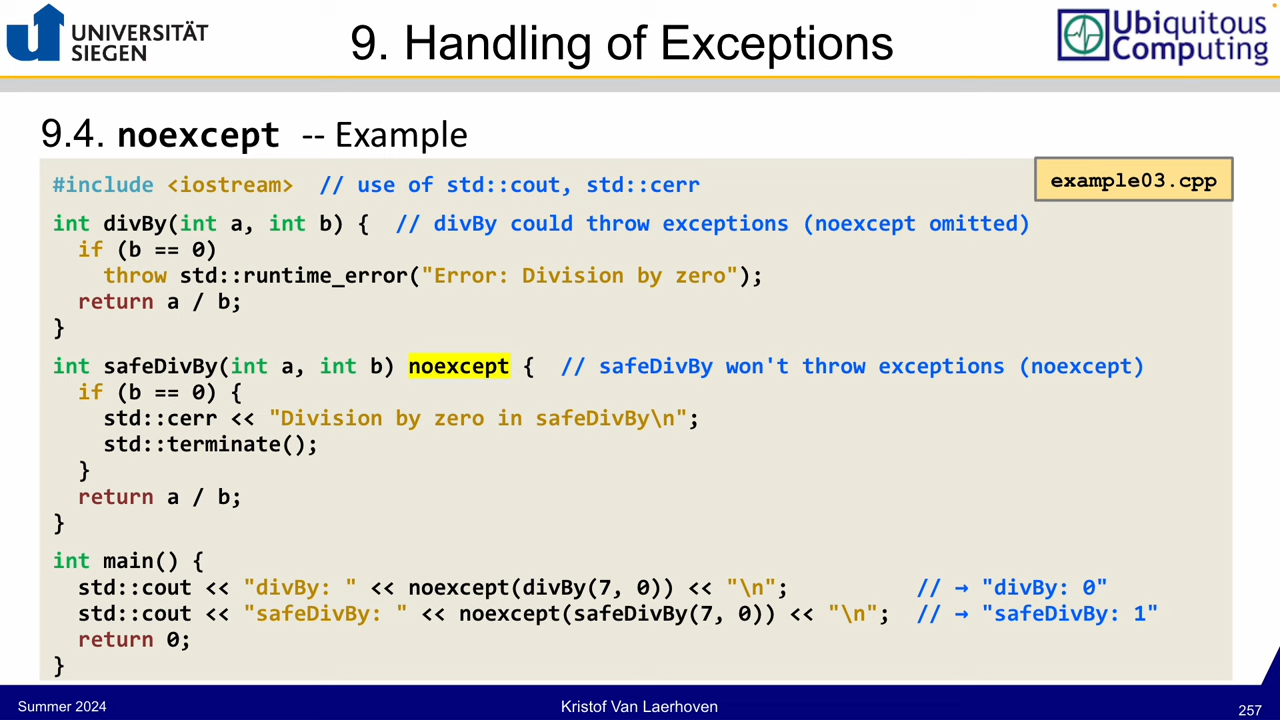 UNIVERSITÄT
SIEGEN
9. Handling of Exceptions
Ubiquitous
Computing
9.4. noexcept -- Example
example03.cpp
#include <iostream> // use of std::cout, std::cerr
int divBy(int a, int b) { // divBy could throw exceptions (noexcept omitted)
if (b == 0)
throw std::runtime_error("Error: Division by zero");
return a / b;
}
int safeDivBy(int a, int b) noexcept { // safeDivBy won't throw exceptions (noexcept)
if (b == 0) {
std::cerr << "Division by zero in safeDivBy\n";
std::terminate();
}
return a / b;
}
int main() {
std::cout << "divBy: " << noexcept(divBy(7, 0)) << "\n"; // → "divBy: 0"
std::cout << "safeDivBy: " << noexcept(safeDivBy(7, 0)) << "\n"; // → "safeDivBy: 1"
return 0;
}
Summer 2024
Kristof Van Laerhoven
257